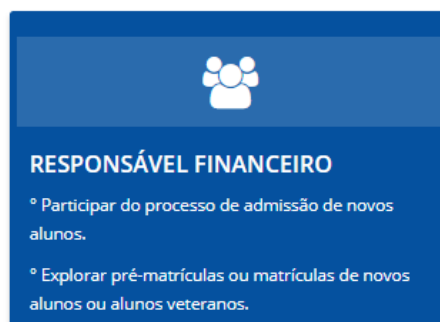 RESPONSÁVEL FINANCEIRO
° Participar do processo de admissão de novos
alunos.
° Explorar pré-matrículas ou matrículas de novos
alunos ou alunos veteranos.